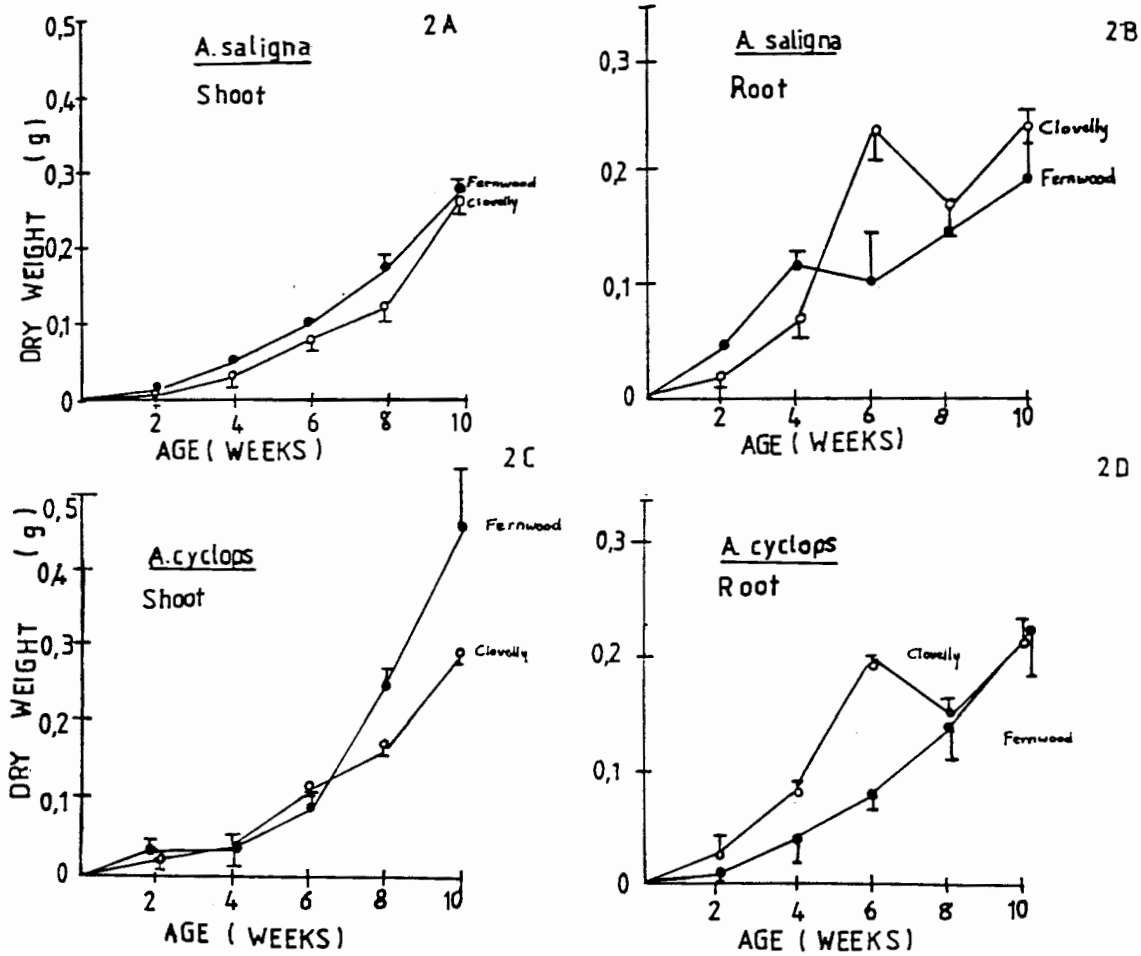 2A
A. saligna
Shoot
0,5
0,4
0,3
0,2
0,1
0
DRY WEIGHT (g)
Fernwood
Clovelly
2 4 6 8 10
AGE ( WEEKS )
2B
A. saligna
Root
0,3
0,2
0,1
0
Clovelly
Fernwood
2 4 6 8 10
AGE (WEEKS)
2C
A. cyclops
Shoot
0,5
0,4
0,3
0,2
0,1
0
DRY WEIGHT (g)
Fernwood
Clovelly
2 4 6 8 10
AGE ( WEEKS )
2D
A. cyclops
Root
0,3
0,2
0,1
0
Clovelly
Fernwood
2 4 6 8 10
AGE (WEEKS)